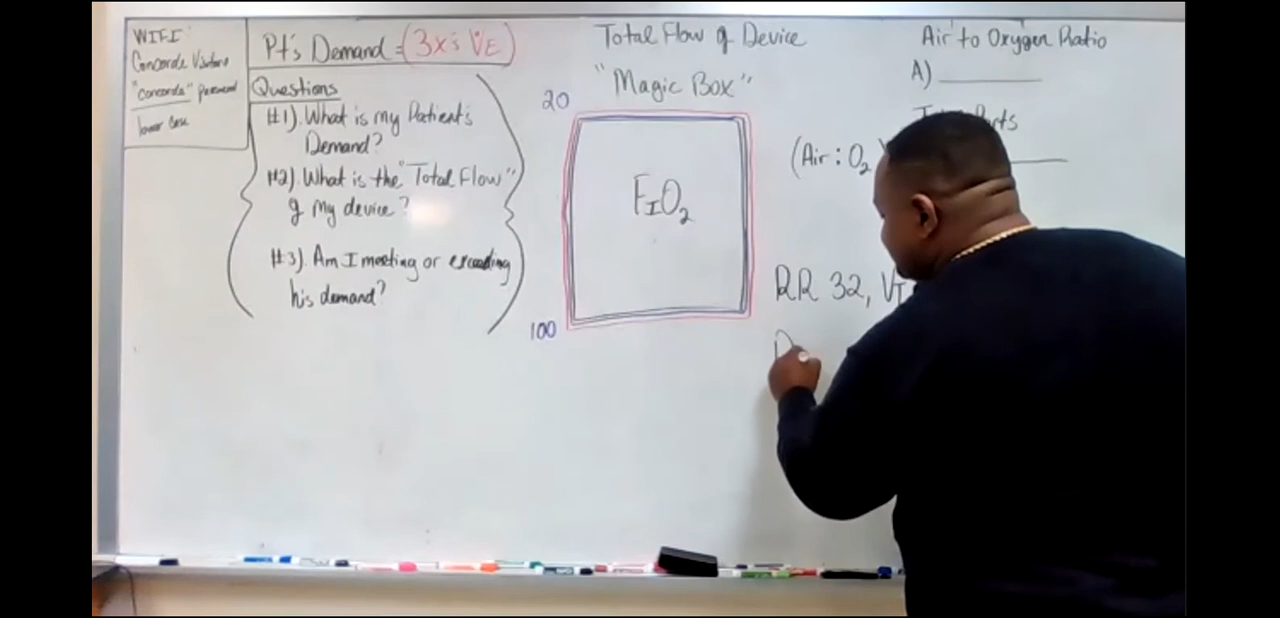 WIFI:
Concorde Visitors
"concorde" password
lower case
Pt's Demand = (3x's V̇E)
Questions
#1). What is my Patient's
Demand?
#2). What is the "Total Flow"
of my device?
#3). Am I meeting or exceeding
his demand?
Total Flow of Device
"Magic Box"
20
FIO2
100
Air to Oxygen Ratio
A)
(Air : O2
RR 32, VT